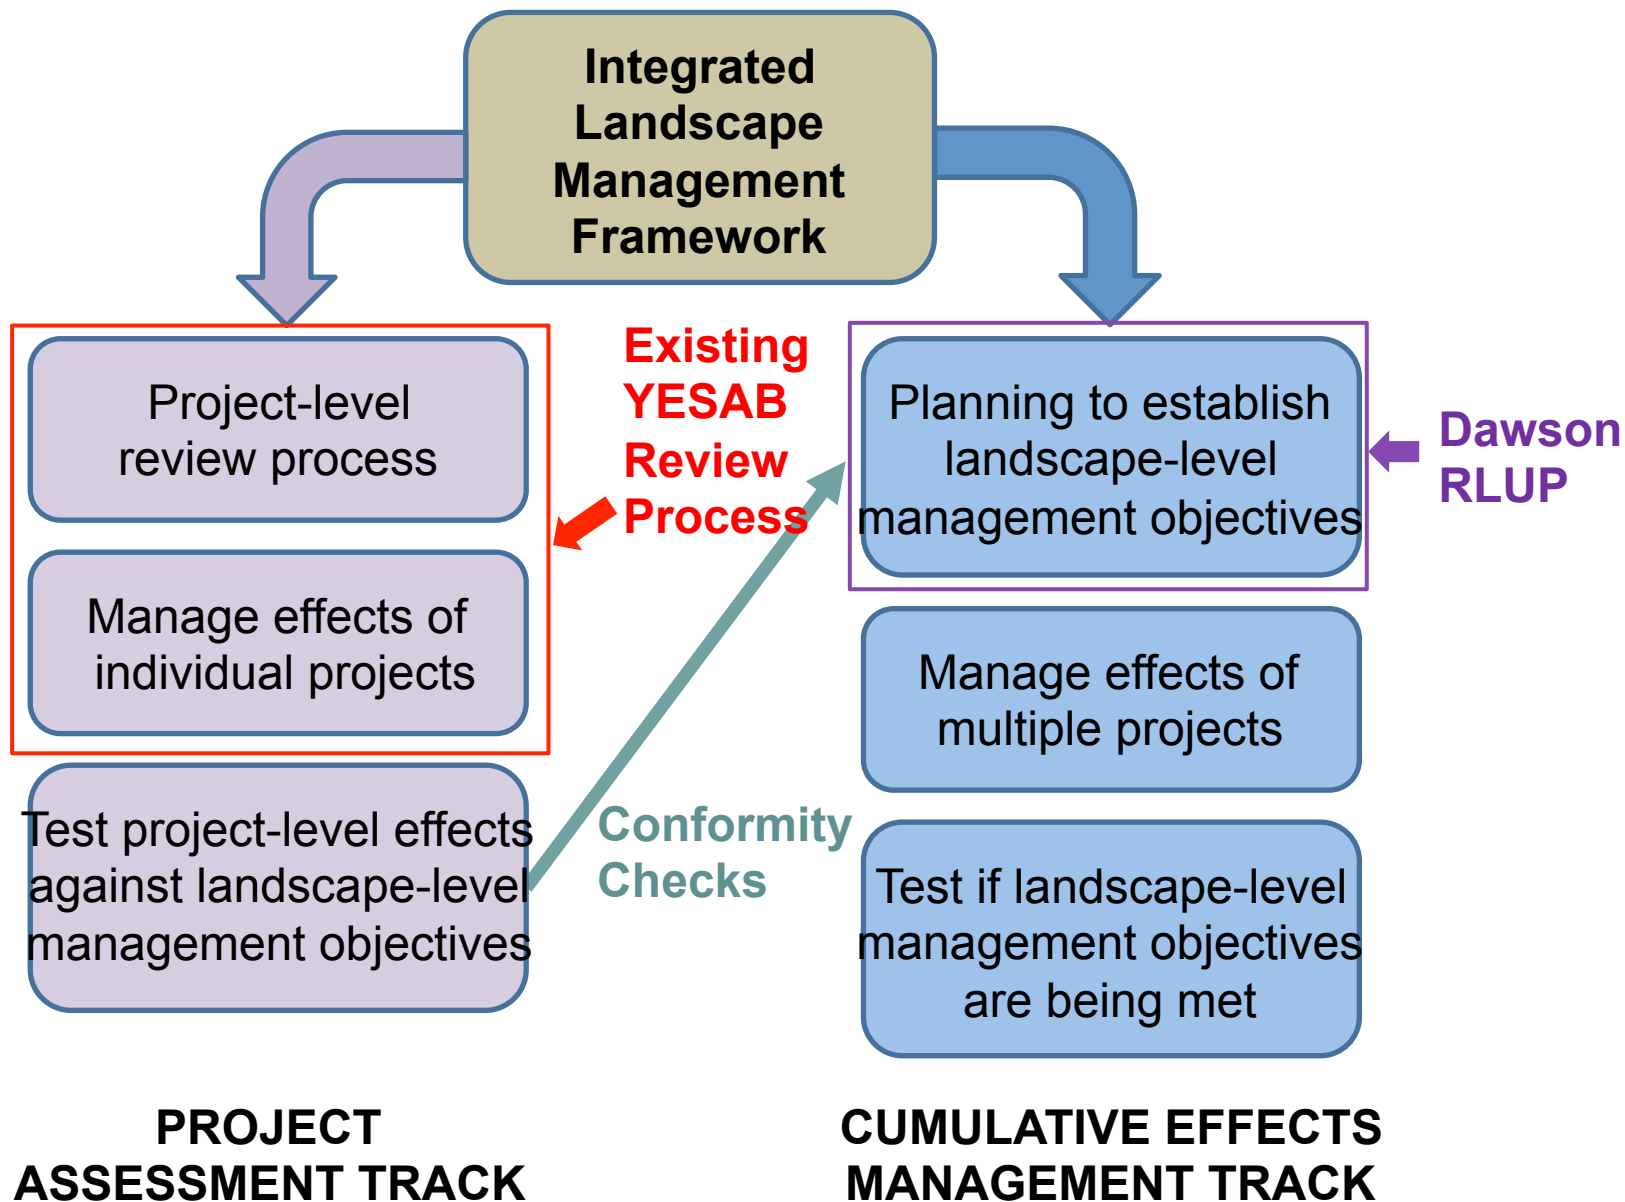 Integrated
Landscape
Management
Framework
Project-level
review process
Manage effects of
individual projects
Test project-level effects
against landscape-level
management objectives
Existing
YESAB
Review
Process
Conformity
Checks
Planning to establish
landscape-level
management objectives
Manage effects of
multiple projects
Test if landscape-level
management objectives
are being met
Dawson
RLUP
PROJECT
ASSESSMENT TRACK
CUMULATIVE EFFECTS
MANAGEMENT TRACK